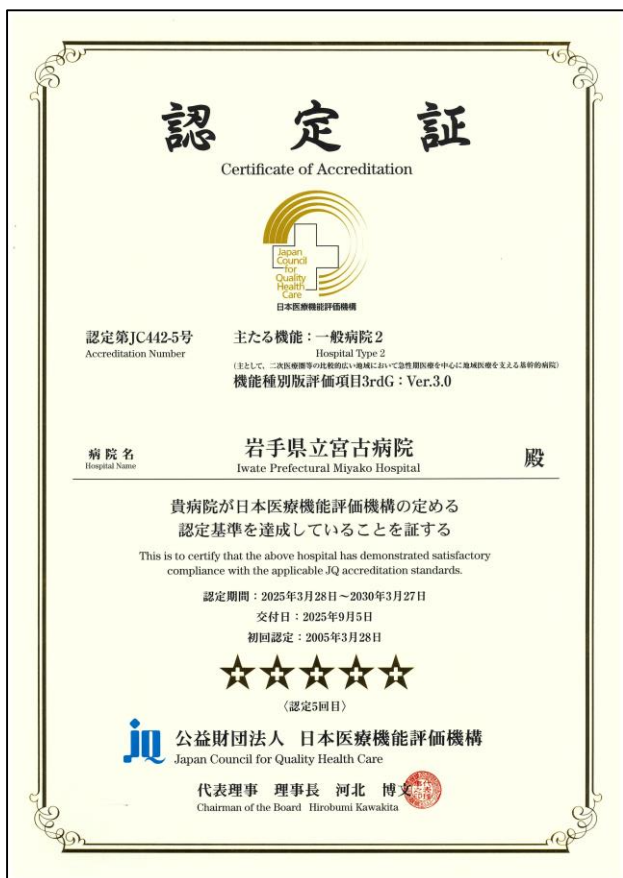 認定証
Certificate of Accreditation
Japan
Council
for
Quality
Health
Care
日本医療機能評価機構
認定第JC442-5号
Accreditation Number
主たる機能：一般病院2
Hospital Type 2
(主として、二次医療圏等の比較的広い地域において急性期医療を中心に地域医療を支える基幹的病院)
機能種別版評価項目3rdG：Ver.3.0
病院名
Hospital Name
岩手県立宮古病院
Iwate Prefectural Miyako Hospital
殿
貴病院が日本医療機能評価機構の定める
認定基準を達成していることを証する
This is to certify that the above hospital has demonstrated satisfactory
compliance with the applicable JQ accreditation standards.
認定期間：2025年3月28日～2030年3月27日
交付日：2025年9月5日
初回認定：2005年3月28日
〈認定5回目〉
JQ
公益財団法人 日本医療機能評価機構
Japan Council for Quality Health Care
代表理事 理事長 河北 博文
Chairman of the Board Hirobumi Kawakita